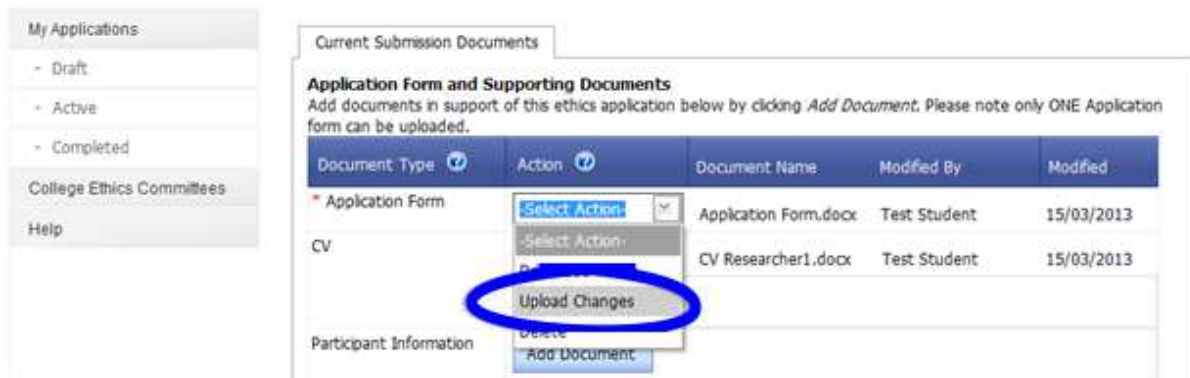 My Applications
- Draft
- Active
- Completed
College Ethics Committees
Help
Current Submission Documents
Application Form and Supporting Documents
Add documents in support of this ethics application below by clicking Add Document. Please note only ONE Application
form can be uploaded.
Document Type Action Document Name Modified By Modified
* Application Form -Select Action- Application Form.docx Test Student 15/03/2013
-Select Action-
CV CV Researcher1.docx Test Student 15/03/2013
Upload Changes
Delete
Participant Information Add Document